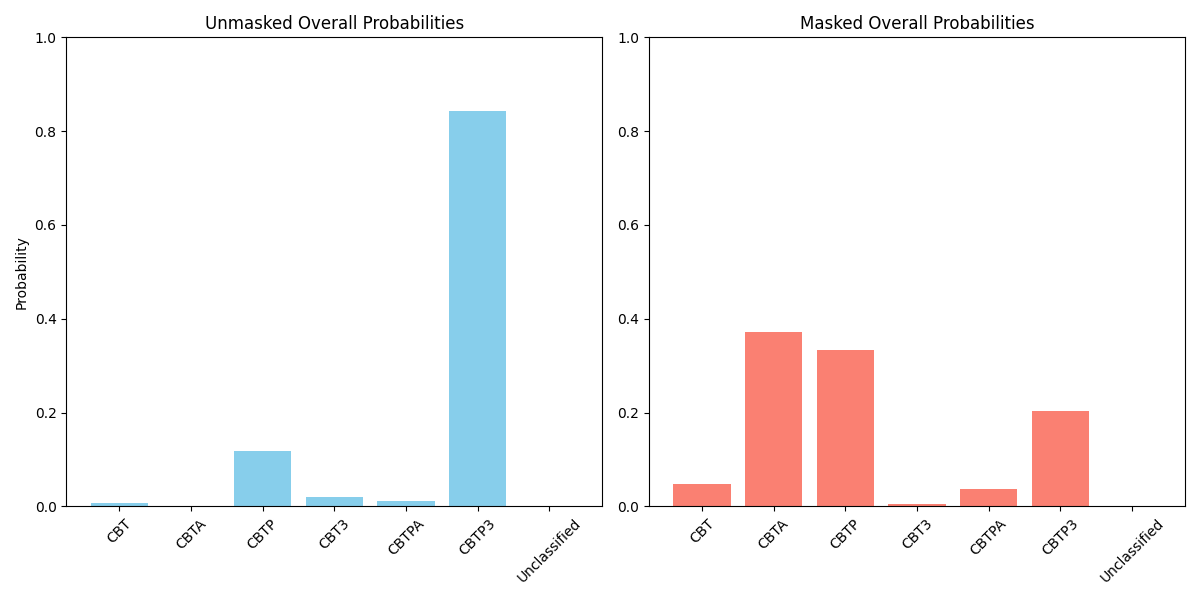 Unmasked Overall Probabilities
Probability
1.0
0.8
0.6
0.4
0.2
0.0
CBT
CBTA
CBTP
CBT3
CBTPA
CBTP3
Unclassified
Masked Overall Probabilities
1.0
0.8
0.6
0.4
0.2
0.0
CBT
CBTA
CBTP
CBT3
CBTPA
CBTP3
Unclassified